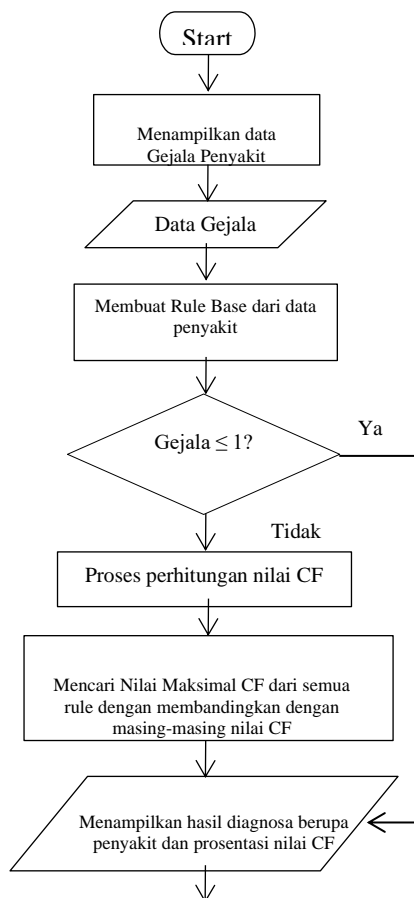 Start
Menampilkan data
Gejala Penyakit
Data Gejala
Membuat Rule Base dari data
penyakit
Gejala ≤ 1?
Ya
Tidak
Proses perhitungan nilai CF
Mencari Nilai Maksimal CF dari semua
rule dengan membandingkan dengan
masing-masing nilai CF
Menampilkan hasil diagnosa berupa
penyakit dan prosentasi nilai CF